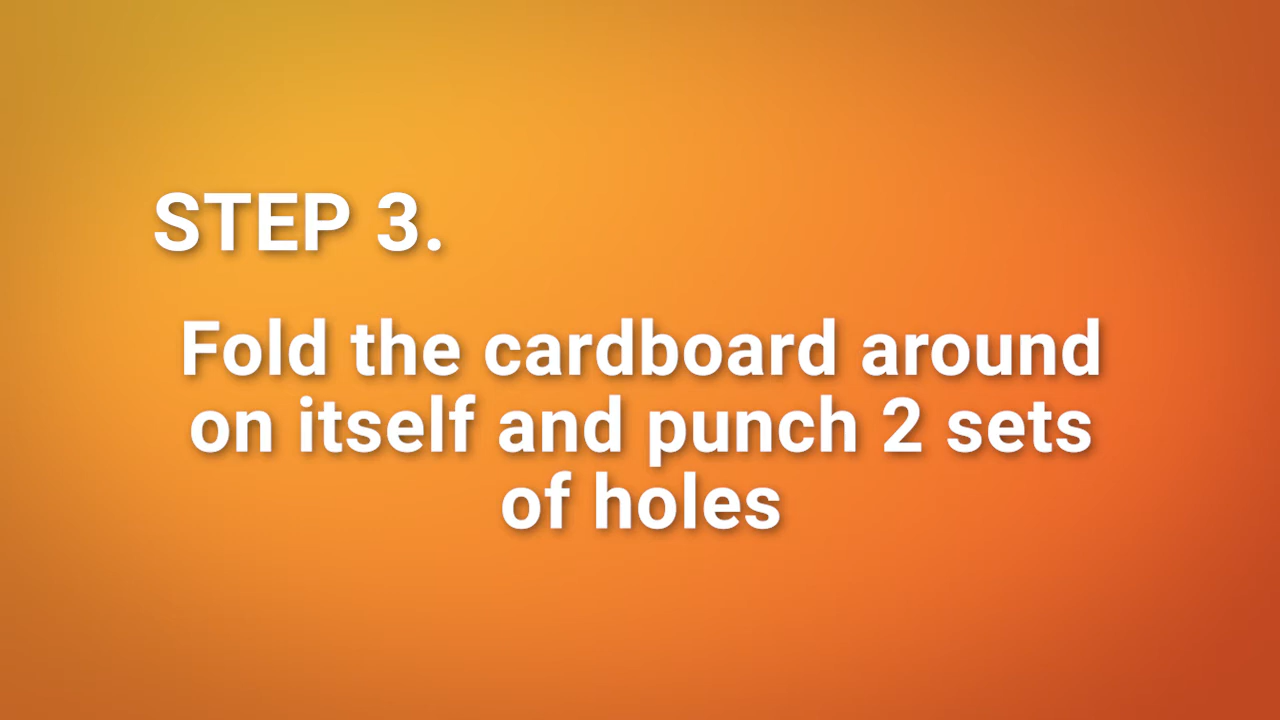 STEP 3.
Fold the cardboard around
on itself and punch 2 sets
of holes